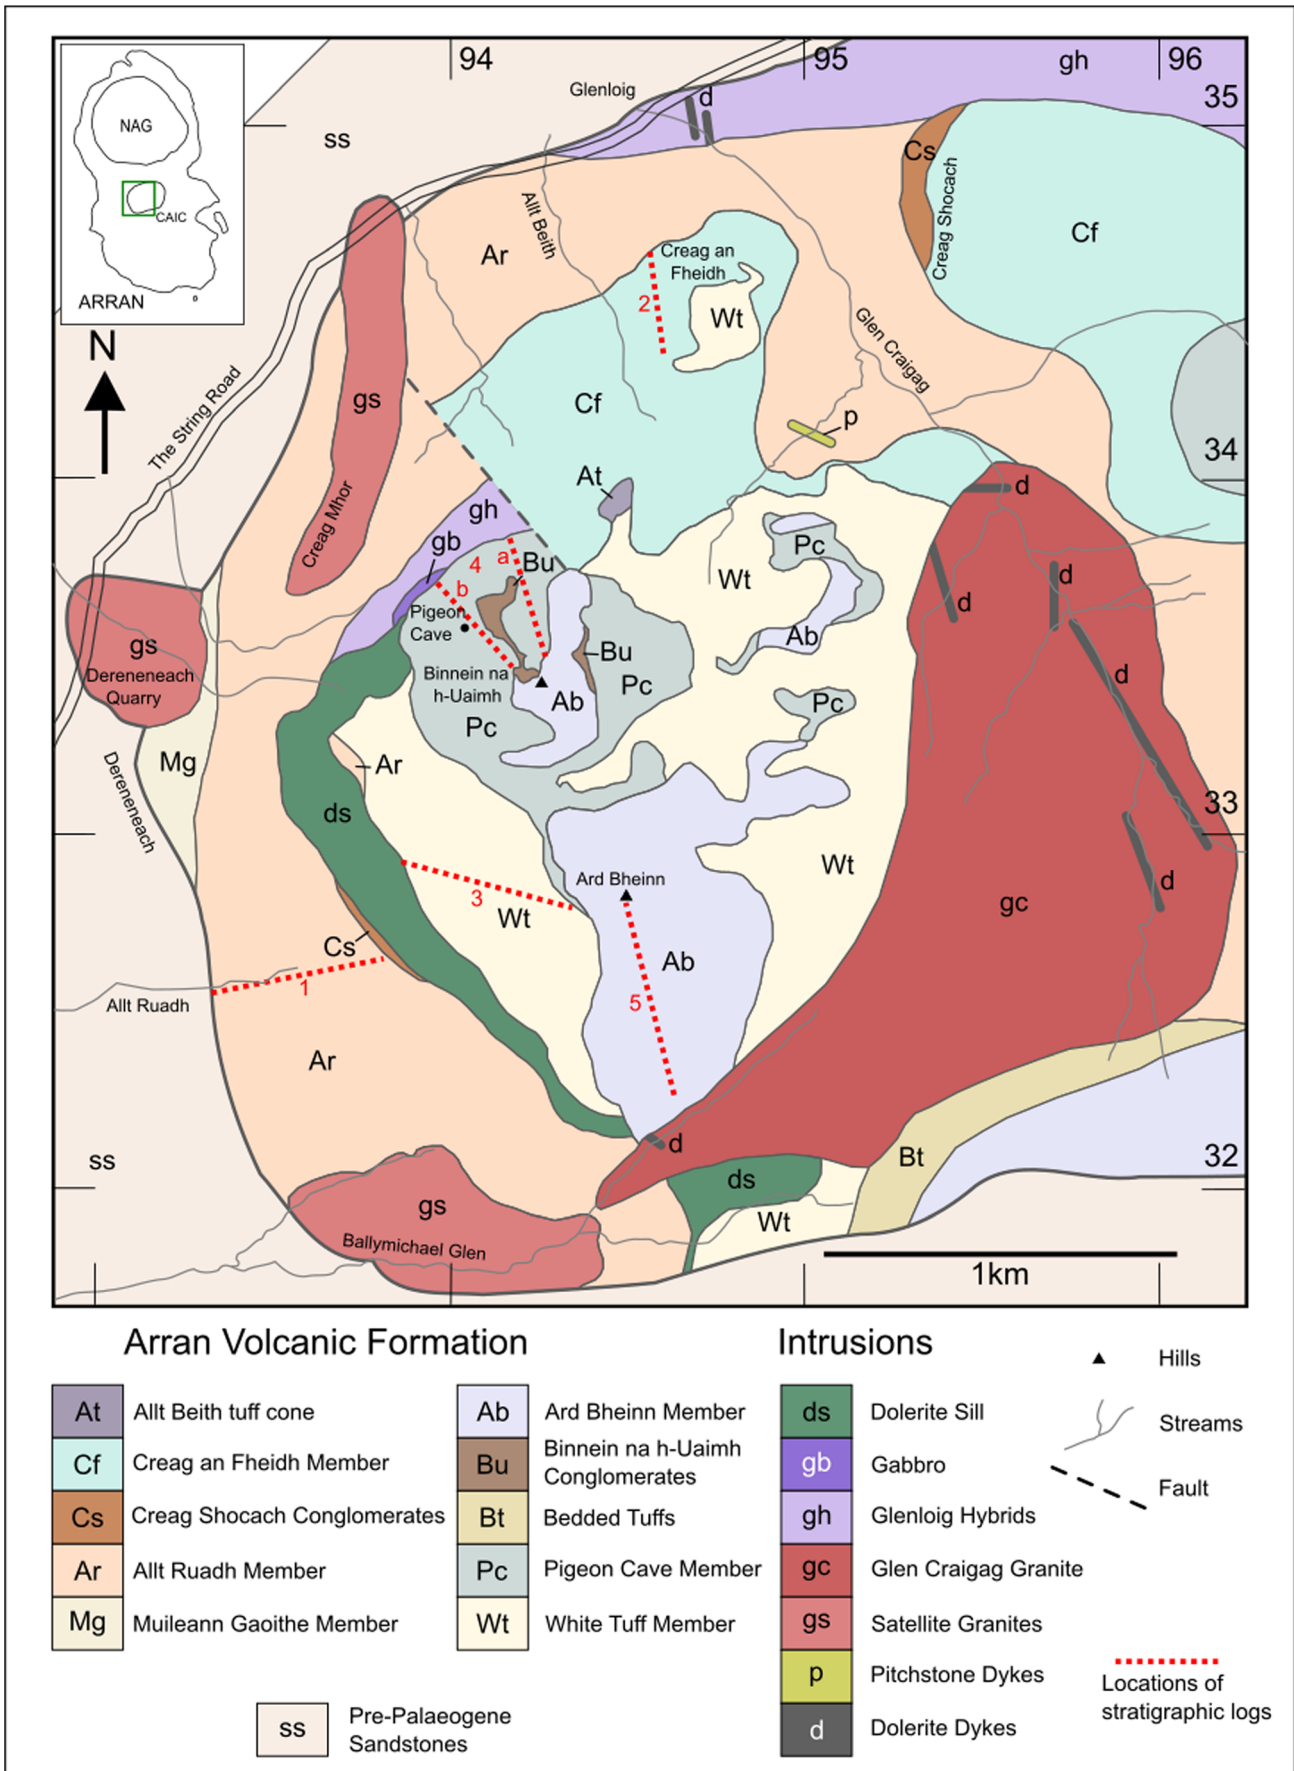 94
95
96
gh
35
Glenloig
d
NAG
ss
CAIC
ARRAN
Cs
Creag Shocach
Cf
Allt Beith
Ar
Creag an
Fheidh
2
Wt
N
Glen Craigag
The String Road
gs
Cf
p
34
At
d
Creag Mhor
gh
gb
4
a
Bu
b
Pc
Wt
d
d
Pigeon
Cave
gs
Dereneneach
Quarry
Ab
Bu
Pc
Binnein na
h-Uaimh
Ab
d
Pc
Pc
Dereneach
Mg
Ar
33
ds
Wt
Ard Bheinn
d
3
Wt
gc
Cs
Ab
1
5
Allt Ruadh
Ar
d
32
ss
Bt
ds
gs
Wt
Ballymichael Glen
1km
Arran Volcanic Formation
At Allt Beith tuff cone
Cf Creag an Fheidh Member
Cs Creag Shocach Conglomerates
Ar Allt Ruadh Member
Mg Muileann Gaoithe Member
Ab Ard Bheinn Member
Bu Binnein na h-Uaimh
Conglomerates
Bt Bedded Tuffs
Pc Pigeon Cave Member
Wt White Tuff Member
ss Pre-Palaeogene
Sandstones
Intrusions
ds Dolerite Sill
gb Gabbro
gh Glenloig Hybrids
gc Glen Craigag Granite
gs Satellite Granites
p Pitchstone Dykes
d Dolerite Dykes
Hills
Streams
Fault
Locations of
stratigraphic logs